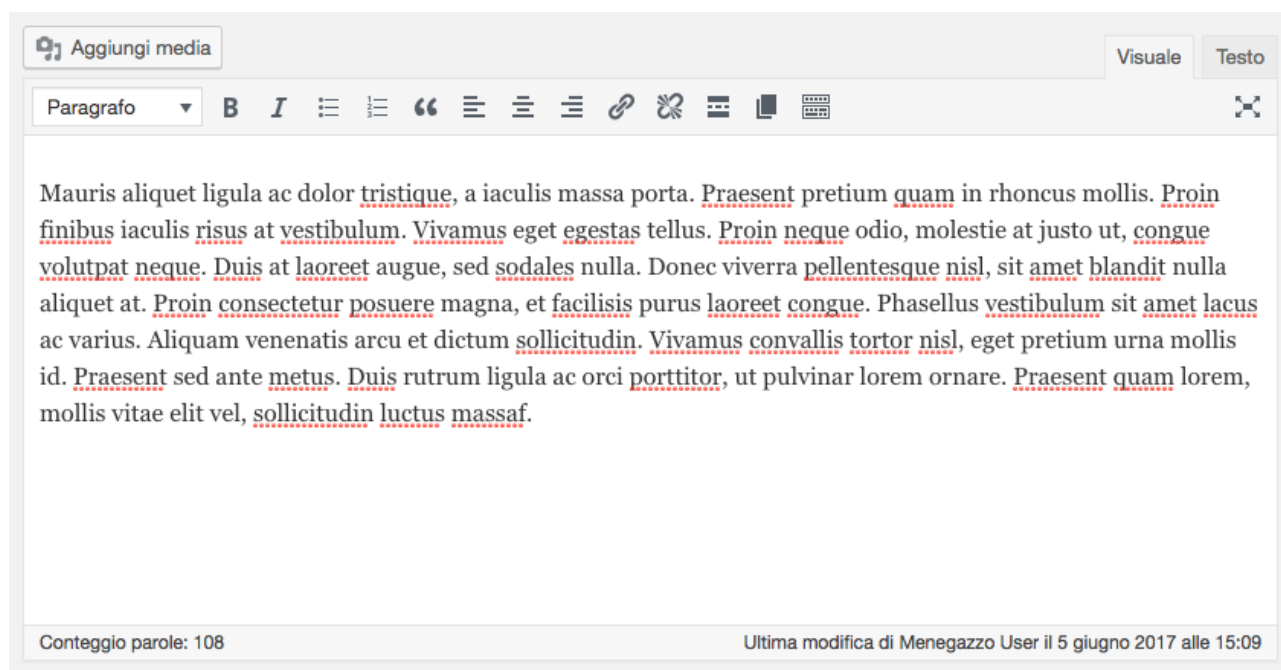 Aggiungi media
Visuale Testo
Paragrafo
Mauris aliquet ligula ac dolor tristique, a iaculis massa porta. Praesent pretium quam in rhoncus mollis. Proin
finibus iaculis risus at vestibulum. Vivamus eget egestas tellus. Proin neque odio, molestie at justo ut, congue
volutpat neque. Duis at laoreet augue, sed sodales nulla. Donec viverra pellentesque nisl, sit amet blandit nulla
aliquet at. Proin consectetur posuere magna, et facilisis purus laoreet congue. Phasellus vestibulum sit amet lacus
ac varius. Aliquam venenatis arcu et dictum sollicitudin. Vivamus convallis tortor nisl, eget pretium urna mollis
id. Praesent sed ante metus. Duis rutrum ligula ac orci porttitor, ut pulvinar lorem ornare. Praesent quam lorem,
mollis vitae elit vel, sollicitudin luctus massaf.
Conteggio parole: 108 Ultima modifica di Menegazzo User il 5 giugno 2017 alle 15:09